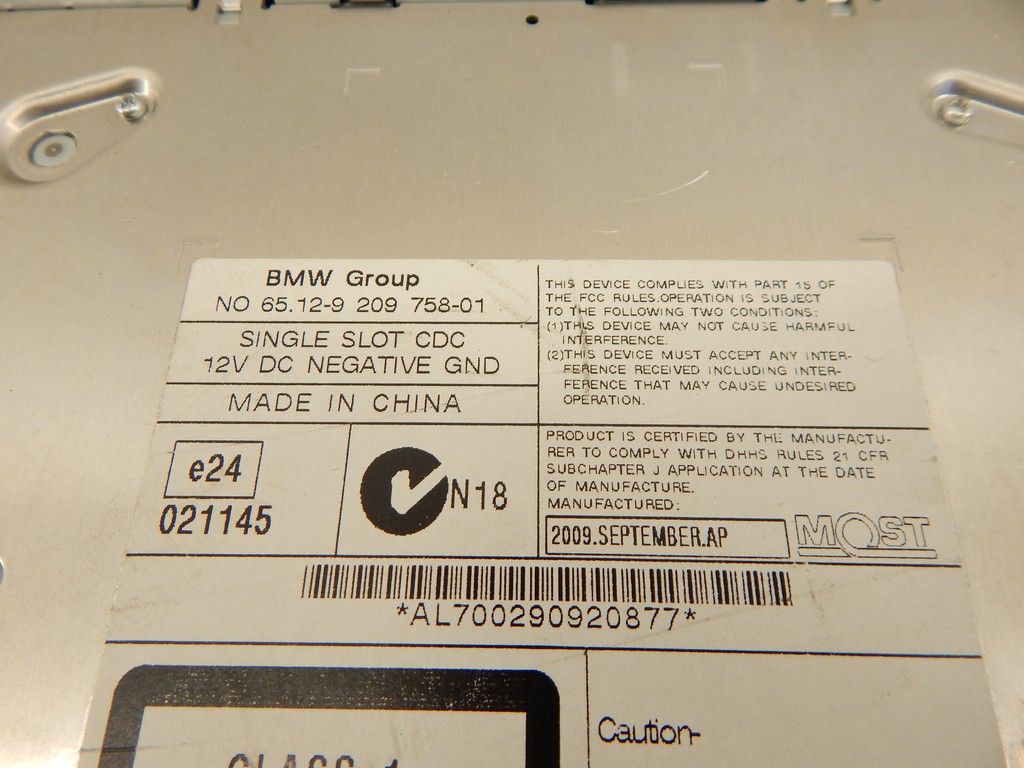 BMW Group
NO 65.12-9 209 758-01
SINGLE SLOT CDC
12V DC NEGATIVE GND
MADE IN CHINA
THIS DEVICE COMPLIES WITH PART 15 OF
THE FCC RULES.OPERATION IS SUBJECT
TO THE FOLLOWING TWO CONDITIONS:
(1)THIS DEVICE MAY NOT CAUSE HARMFUL
INTERFERENCE.
(2)THIS DEVICE MUST ACCEPT ANY INTER-
FERENCE RECEIVED INCLUDING INTER-
FERENCE THAT MAY CAUSE UNDESIRED
OPERATION.
e24
021145
N18
PRODUCT IS CERTIFIED BY THE MANUFACTU-
RER TO COMPLY WITH DHHS RULES 21 CFR
SUBCHAPTER J APPLICATION AT THE DATE
OF MANUFACTURE.
MANUFACTURED:
2009.SEPTEMBER.AP
MOST
*AL700290920877*
CLASS 1
Caution-